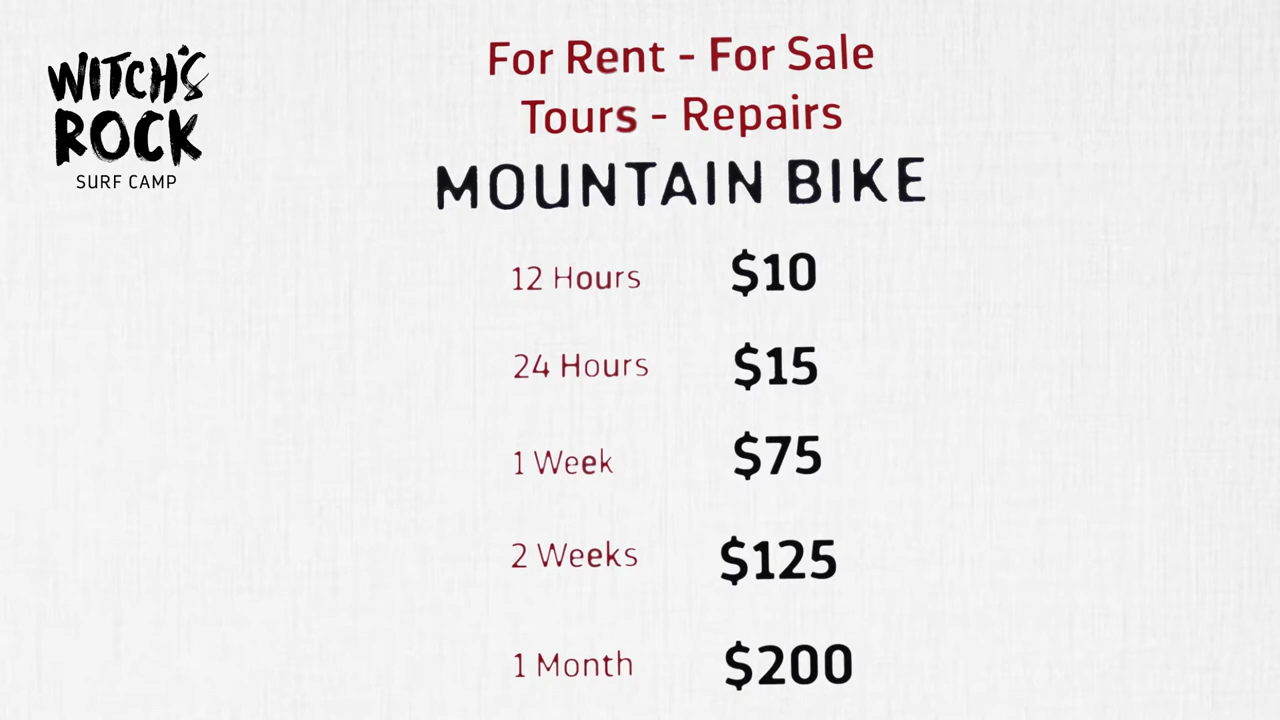 WITCH'S
ROCK
SURF CAMP
For Rent - For Sale
Tours - Repairs
MOUNTAIN BIKE
12 Hours $10
24 Hours $15
1 Week $75
2 Weeks $125
1 Month $200